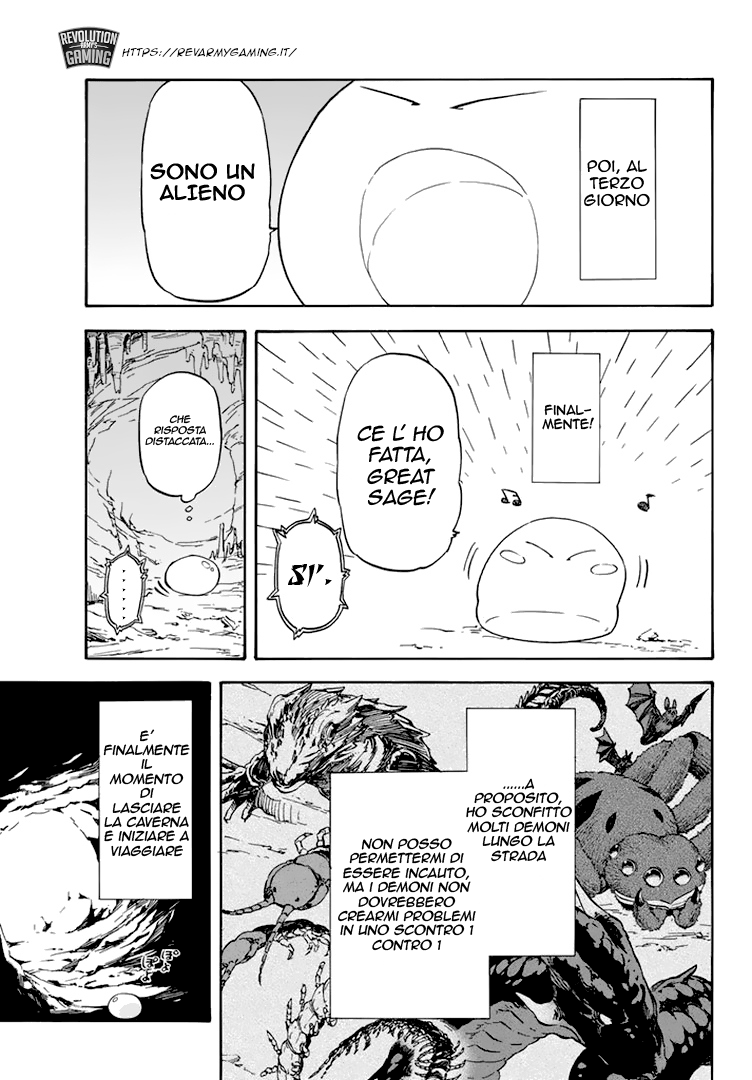 REVOLUTION
ARMY'S
GAMING
HTTPS://REVARMYGAMING.IT/
POI, AL
TERZO
GIORNO
SONO UN
ALIENO
FINAL-
MENTE!
CE L' HO
FATTA,
GREAT
SAGE!
SI'.
CHE
RISPOSTA
DISTACCATA...
......
......A
PROPOSITO,
HO SCONFITTO
MOLTI DEMONI
LUNGO LA
STRADA
NON POSSO
PERMETTERMI DI
ESSERE INCAUTO,
MA I DEMONI NON
DOVREBBERO
CREARMI PROBLEMI
IN UNO SCONTRO 1
CONTRO 1
E'
FINALMENTE
IL
MOMENTO
DI
LASCIARE
LA CAVERNA
E INIZIARE A
VIAGGIARE